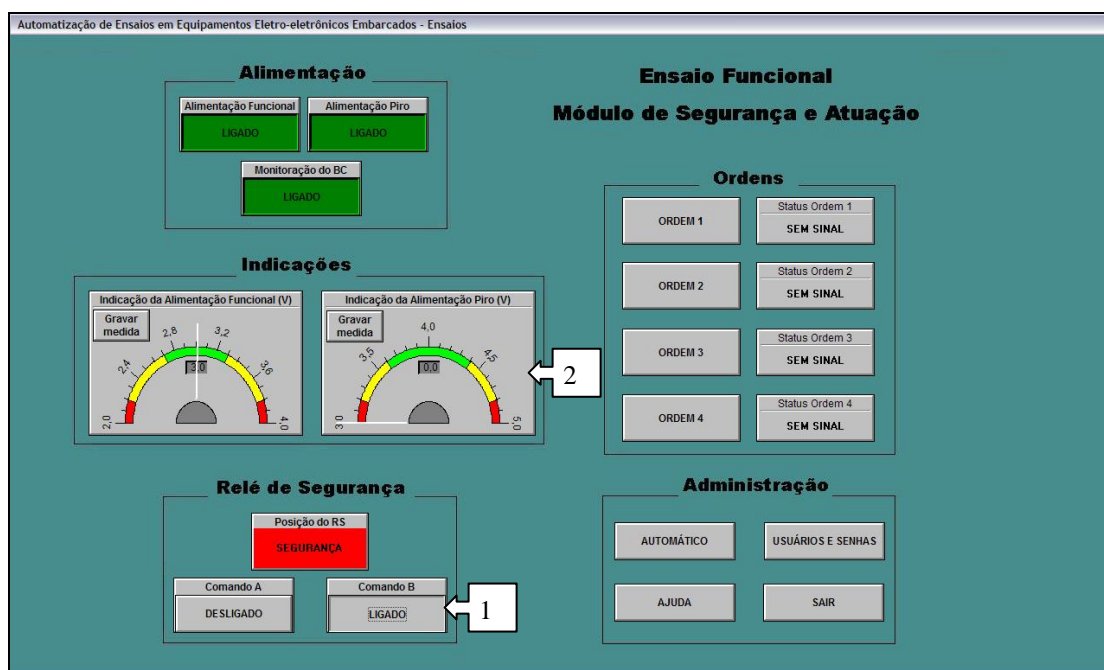 Automatização de Ensaios em Equipamentos Eletro-eletrônicos Embarcados - Ensaios
Ensaio Funcional
Módulo de Segurança e Atuação
Alimentação
Alimentação Funcional
LIGADO
Alimentação Piro
LIGADO
Monitoração do BC
LIGADO
Indicações
Indicação da Alimentação Funcional (V)
Gravar
medida
2,0
2,4
2,8
3,2
3,6
4,0
3,0
Indicação da Alimentação Piro (V)
Gravar
medida
3,0
3,5
4,0
4,5
5,0
0,0
2
Relé de Segurança
Posição do RS
SEGURANÇA
Comando A
DESLIGADO
Comando B
LIGADO
1
Ordens
ORDEM 1
Status Ordem 1
SEM SINAL
ORDEM 2
Status Ordem 2
SEM SINAL
ORDEM 3
Status Ordem 3
SEM SINAL
ORDEM 4
Status Ordem 4
SEM SINAL
Administração
AUTOMÁTICO
USUÁRIOS E SENHAS
AJUDA
SAIR